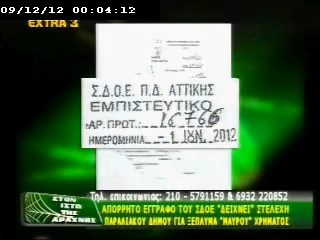 09/12/12 00:04:12
EXTRA 3
Σ.Δ.Ο.Ε. Π.Δ. ΑΤΤΙΚΗΣ
ΕΜΠΙΣΤΕΥΤΙΚΟ
ΑΡ. ΠΡΩΤ.: 16766
ΗΜΕΡΟΜΗΝΙΑ - 1 ΙΟΥΝ. 2012
ΣΤΟΝ
ΙΣΤΟ
ΤΗΣ
ΑΡΑΧΝΗΣ
Τηλ. επικοινωνίας: 210 - 5791159 & 6932 220852
ΑΠΟΡΡΗΤΟ ΕΓΓΡΑΦΟ ΤΟΥ ΣΔΟΕ "ΔΕΙΧΝΕΙ" ΣΤΕΛΕΧΗ
ΠΑΡΑΛΙΑΚΟΥ ΔΗΜΟΥ ΓΙΑ ΞΕΠΛΥΜΑ "ΜΑΥΡΟΥ" ΧΡΗΜΑΤΟΣ